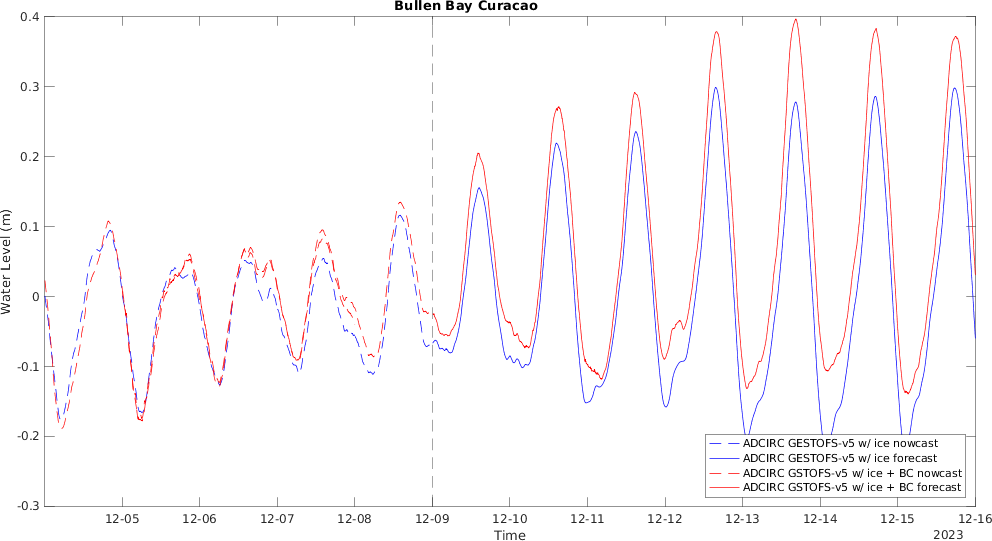 Bullen Bay Curacao
0.4
0.3
0.2
0.1
0
-0.1
-0.2
-0.3
Water Level (m)
ADCIRC GESTOFS-v5 w/ ice nowcast
ADCIRC GESTOFS-v5 w/ ice forecast
ADCIRC GSTOFS-v5 w/ ice + BC nowcast
ADCIRC GSTOFS-v5 w/ ice + BC forecast
12-05 12-06 12-07 12-08 12-09 12-10 12-11 12-12 12-13 12-14 12-15 12-16
Time
2023